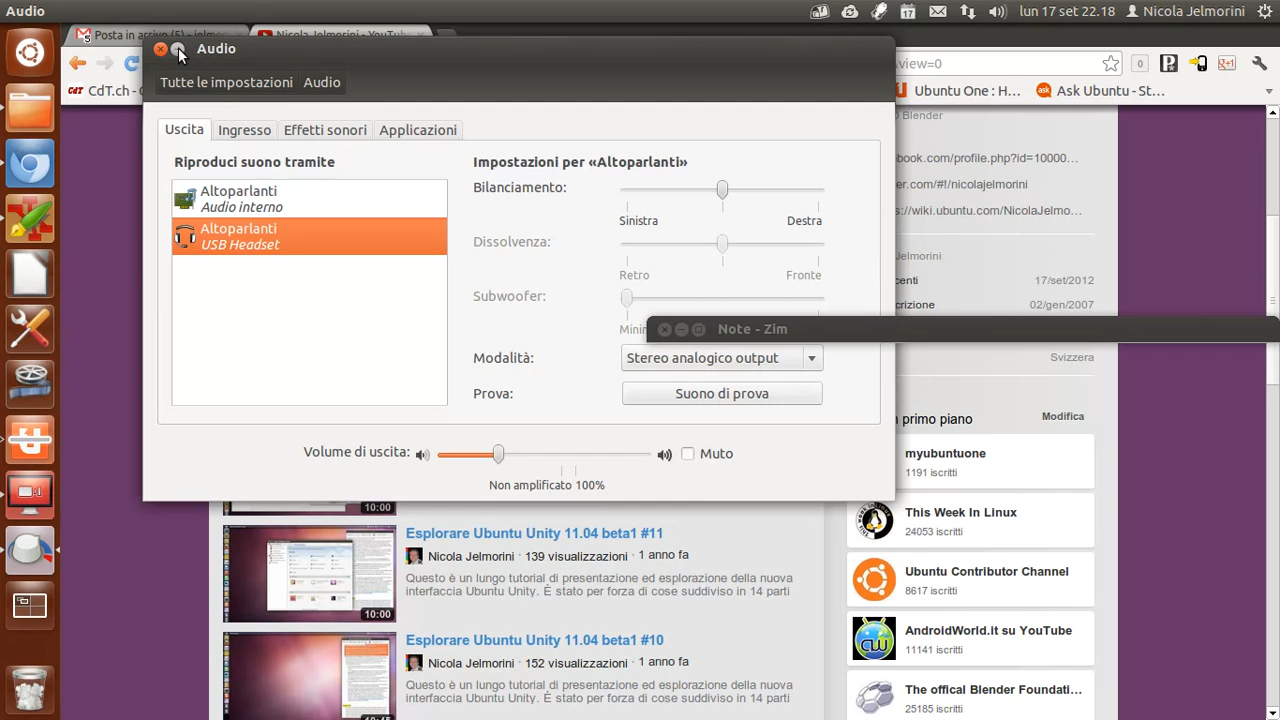 Audio
17
lun 17 set 22.18
Nicola Jelmorini
Posta in arrivo (5) - jelmo
Nicola Jelmorini - YouTube
Audio
Tutte le impostazioni
Audio
&view=0
0
CdT
CdT.ch -
Ubuntu One : H…
Ask Ubuntu - St…
Uscita
Ingresso
Effetti sonori
Applicazioni
Riproduci suono tramite
Altoparlanti
Audio interno
Altoparlanti
USB Headset
Impostazioni per «Altoparlanti»
Bilanciamento:
Sinistra
Destra
Dissolvenza:
Retro
Fronte
Subwoofer:
Note - Zim
Modalità:
Stereo analogico output
Prova:
Suono di prova
Volume di uscita:
Muto
Non amplificato
100%
Blender
book.com/profile.php?id=10000…
er.com/#!/nicolajelmorini
s://wiki.ubuntu.com/NicolaJelmo…
Jelmorini
centi
17/set/2012
crizione
02/gen/2007
Svizzera
n primo piano
Modifica
myubuntuone
1191 iscritti
This Week In Linux
24053 iscritti
Ubuntu Contributor Channel
8617 iscritti
AndroidWorld.it su YouTube
11141 iscritti
The offical Blender Foundati…
25185 iscritti
10:00
Esplorare Ubuntu Unity 11.04 beta1 #11
Nicola Jelmorini · 139 visualizzazioni · 1 anno fa
Questo è un lungo tutorial di presentazione ed esplorazione della nuova
interfaccia Ubuntu Unity. È stato per forza di cose suddiviso in 14 parti
10:00
Esplorare Ubuntu Unity 11.04 beta1 #10
Nicola Jelmorini · 152 visualizzazioni · 1 anno fa
Questo è un lungo tutorial di presentazione ed esplorazione della nuova
interfaccia Ubuntu Unity. È stato per forza di cose suddiviso in 14 parti